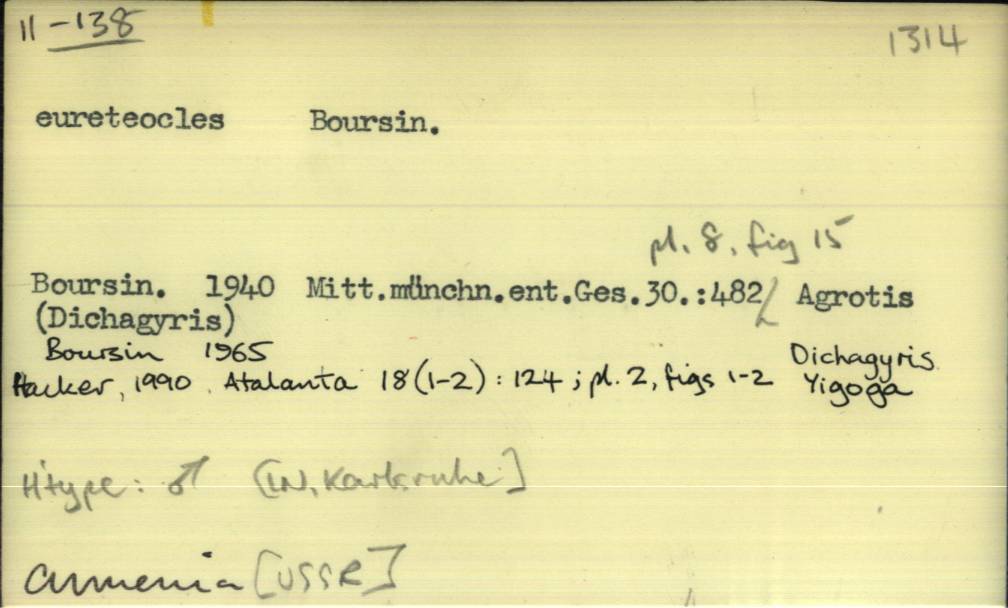 11-138
1314
eureteocles Boursin.
pl. 8, fig 15
Boursin. 1940 Mitt.münchn.ent.Ges.30.:482/ Agrotis
(Dichagyris)
Boursin 1965 Dichagyris
Hacker, 1990. Atalanta 18(1-2): 124; pl. 2, figs 1-2 Yigoga
H'type: ♂ [LN, Karlsruhe]
Armenia [USSR]